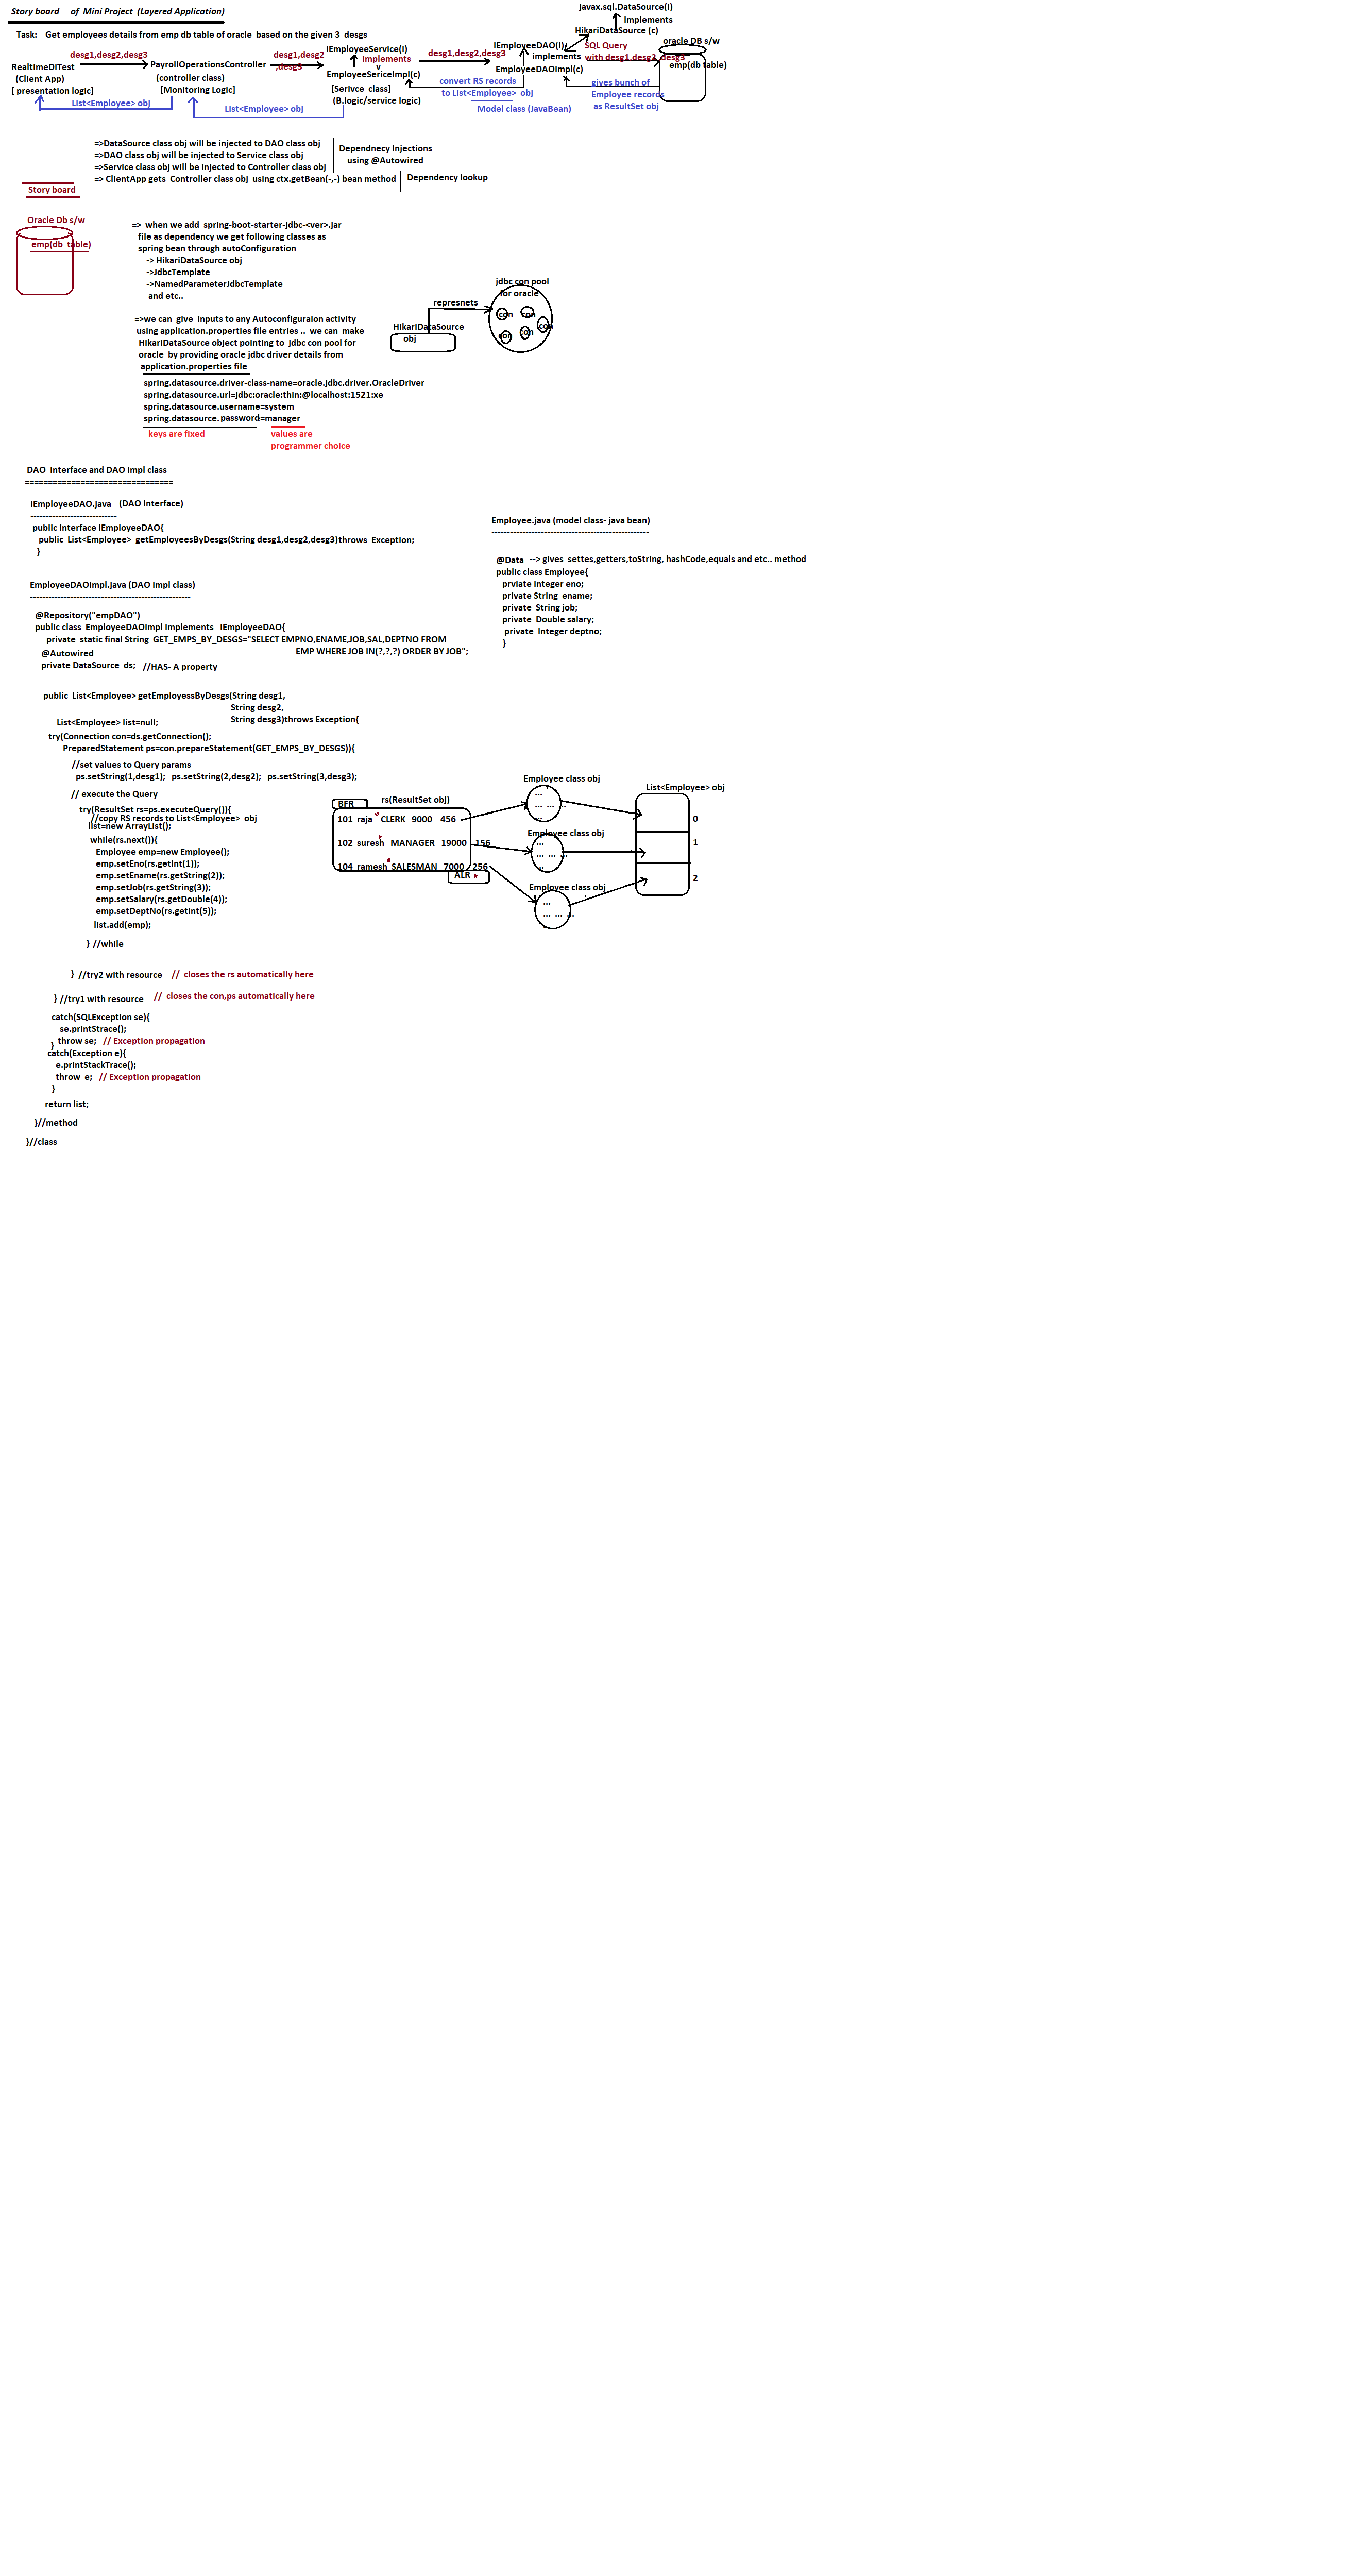 Story board of Mini Project (Layered Application)
Task: Get employees details from emp db table of oracle based on the given 3 desgs
javax.sql.DataSource(I)
implements
HikariDataSource (c)
desg1,desg2,desg3
RealtimeDITest
(Client App)
[ presentation logic]
List<Employee> obj
PayrollOperationsController
(controller class)
[Monitoring Logic]
desg1,desg2
,desg3
List<Employee> obj
IEmployeeService(I)
implements
v
EmployeeSericeImpl(c)
[Serivce class]
(B.logic/service logic)
desg1,desg2,desg3
convert RS records
to List<Employee> obj
Model class (JavaBean)
IEmployeeDAO(I)
implements
EmployeeDAOImpl(c)
SQL Query
with desg1,desg2 ,desg3
gives bunch of
Employee records
as ResultSet obj
oracle DB s/w
emp(db table)
=>DataSource class obj will be injected to DAO class obj
=>DAO class obj will be injected to Service class obj
=>Service class obj will be injected to Controller class obj
=> ClientApp gets Controller class obj using ctx.getBean(-,-) bean method
Dependnecy Injections
using @Autowired
Dependency lookup
Story board
Oracle Db s/w
emp(db table)
=> when we add spring-boot-starter-jdbc-<ver>.jar
file as dependency we get following classes as
spring bean through autoConfiguration
-> HikariDataSource obj
->JdbcTemplate
->NamedParameterJdbcTemplate
and etc..
=>we can give inputs to any Autoconfiguraion activity
using application.properties file entries .. we can make
HikariDataSource object pointing to jdbc con pool for
oracle by providing oracle jdbc driver details from
application.properties file
HikariDataSource
obj
represnets
jdbc con pool
for oracle
con
con
con
con
con
spring.datasource.driver-class-name=oracle.jdbc.driver.OracleDriver
spring.datasource.url=jdbc:oracle:thin:@localhost:1521:xe
spring.datasource.username=system
spring.datasource.password=manager
keys are fixed
values are
programmer choice
DAO Interface and DAO Impl class
================================
IEmployeeDAO.java (DAO Interface)
----------------------------
public interface IEmployeeDAO{
public List<Employee> getEmployeesByDesgs(String desg1,desg2,desg3)throws Exception;
}
Employee.java (model class- java bean)
---------------------------------------------------
@Data --> gives settes,getters,toString, hashCode,equals and etc.. method
public class Employee{
prviate Integer eno;
private String ename;
private String job;
private Double salary;
private Integer deptno;
}
EmployeeDAOImpl.java (DAO Impl class)
----------------------------------------------------
@Repository("empDAO")
public class EmployeeDAOImpl implements IEmployeeDAO{
private static final String GET_EMPS_BY_DESGS="SELECT EMPNO,ENAME,JOB,SAL,DEPTNO FROM
EMP WHERE JOB IN(?,?,?) ORDER BY JOB";
@Autowired
private DataSource ds; //HAS- A property
public List<Employee> getEmployessByDesgs(String desg1,
String desg2,
String desg3)throws Exception{
List<Employee> list=null;
try(Connection con=ds.getConnection();
PreparedStatement ps=con.prepareStatement(GET_EMPS_BY_DESGS)){
//set values to Query params
ps.setString(1,desg1); ps.setString(2,desg2); ps.setString(3,desg3);
// execute the Query
try(ResultSet rs=ps.executeQuery()){
//copy RS records to List<Employee> obj
list=new ArrayList();
while(rs.next()){
Employee emp=new Employee();
emp.setEno(rs.getInt(1));
emp.setEname(rs.getString(2));
emp.setJob(rs.getString(3));
emp.setSalary(rs.getDouble(4));
emp.setDeptNo(rs.getInt(5));
list.add(emp);
} //while
} //try2 with resource // closes the rs automatically here
} //try1 with resource // closes the con,ps automatically here
catch(SQLException se){
se.printStrace();
throw se; // Exception propagation
}
catch(Exception e){
e.printStackTrace();
throw e; // Exception propagation
}
return list;
}//method
}//class
BFR
rs(ResultSet obj)
101 raja CLERK 9000 456
102 suresh MANAGER 19000 156
104 ramesh SALESMAN 7000 256
ALR
Employee class obj
...
... ... ...
...
Employee class obj
...
... ... ...
...
Employee class obj
...
... ... ...
...
List<Employee> obj
0
1
2